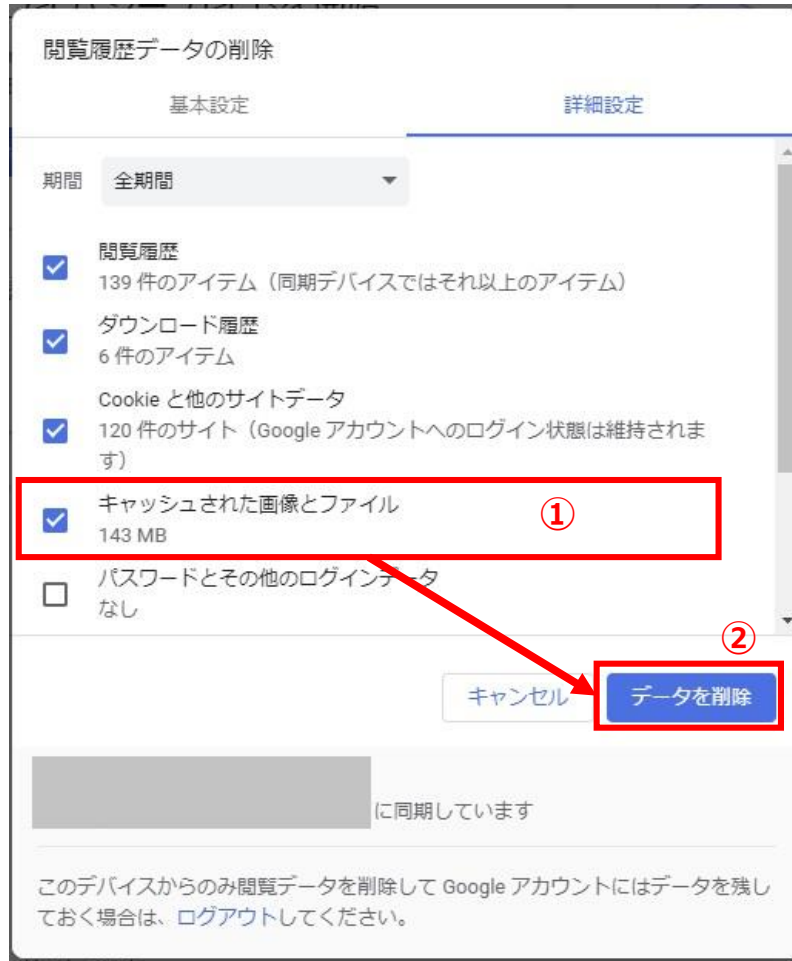 閲覧履歴データの削除
基本設定
詳細設定
期間
全期間
閲覧履歴
139 件のアイテム（同期デバイスではそれ以上のアイテム）
ダウンロード履歴
6 件のアイテム
Cookie と他のサイトデータ
120 件のサイト（Google アカウントへのログイン状態は維持されま
す）
キャッシュされた画像とファイル
①
143 MB
パスワードとその他のログインデータ
なし
②
キャンセル
データを削除
に同期しています
このデバイスからのみ閲覧データを削除して Google アカウントにはデータを残し
ておく場合は、ログアウトしてください。